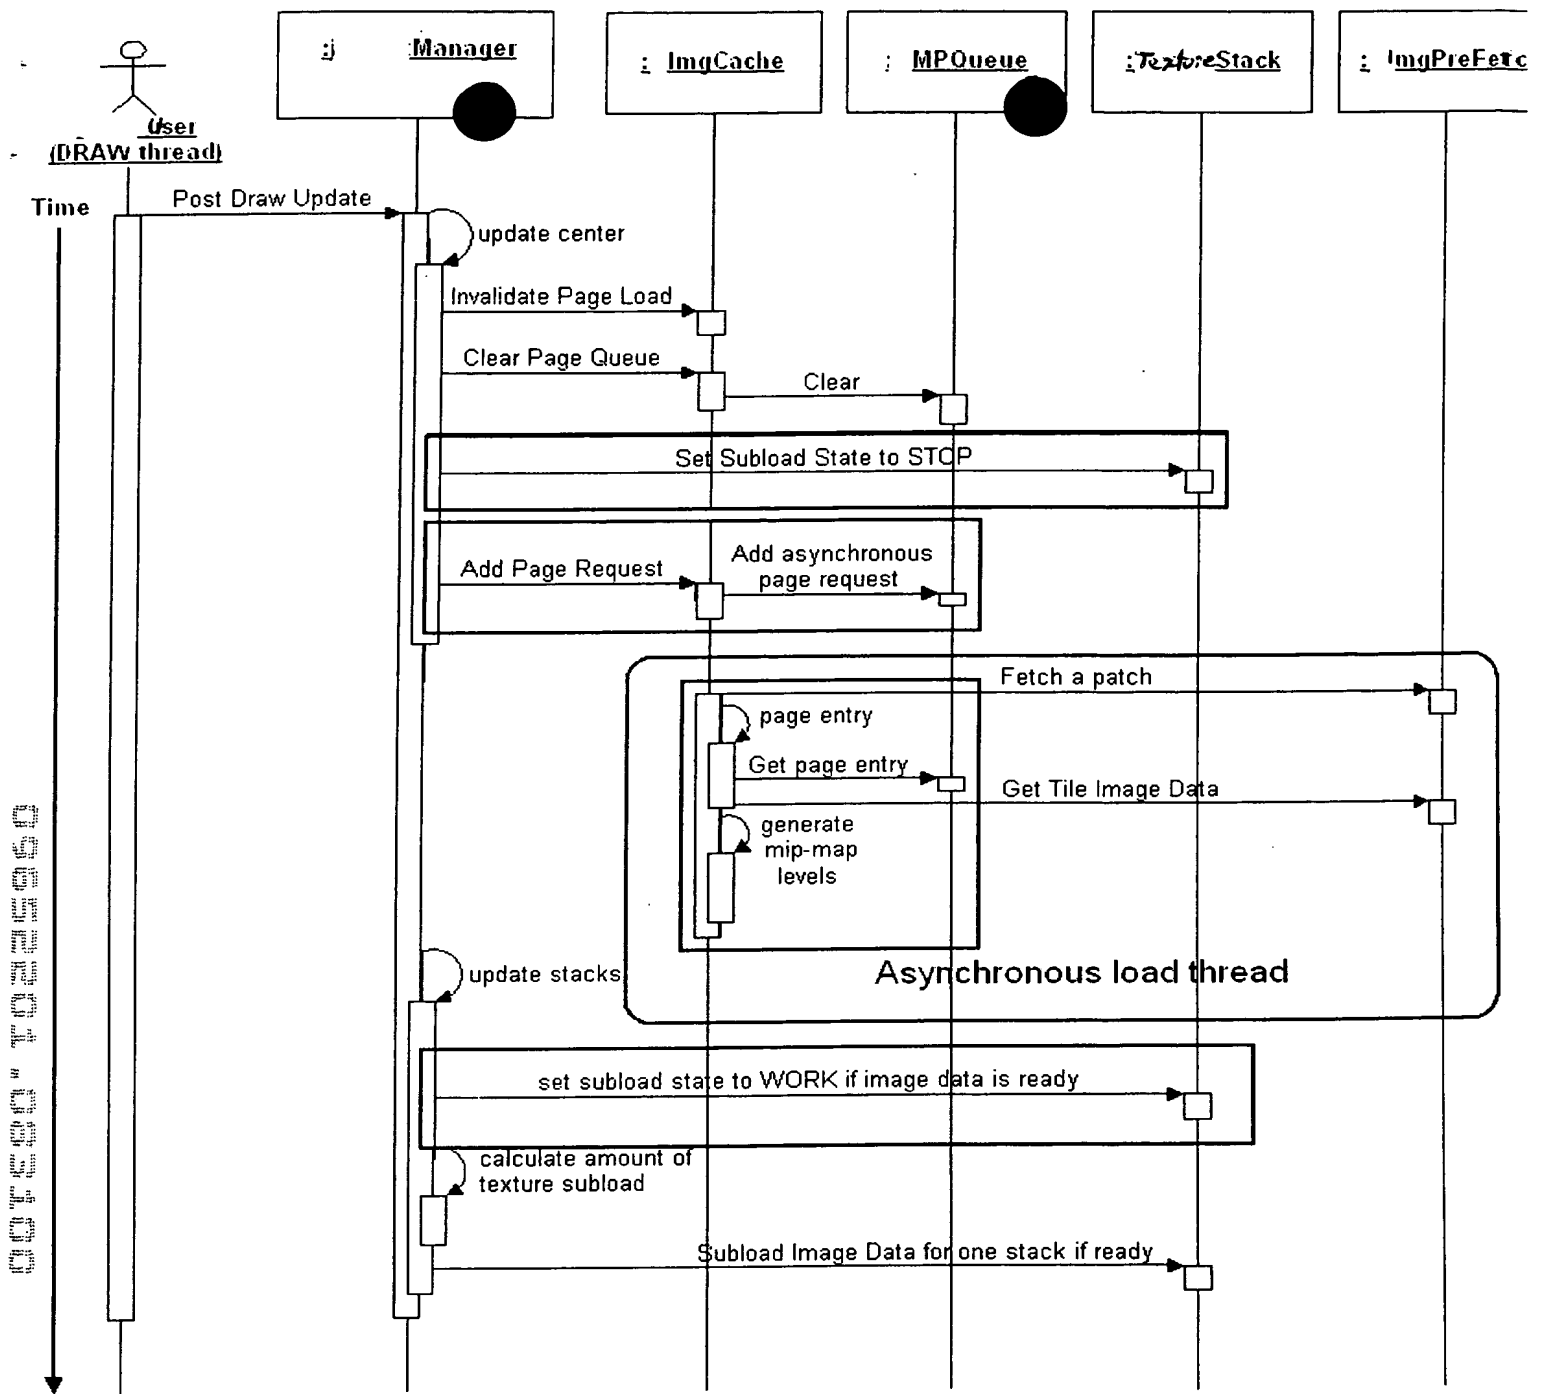 :j :Manager
: ImgCache
: MPQueue
:TextureStack
: ImgPreFetc
User
(DRAW thread)
Time
Post Draw Update
update center
Invalidate Page Load
Clear Page Queue
Clear
Set Subload State to STOP
Add Page Request
Add asynchronous
page request
Fetch a patch
page entry
Get page entry
Get Tile Image Data
generate
mip-map
levels
Asynchronous load thread
update stacks
set subload state to WORK if image data is ready
calculate amount of
texture subload
Subload Image Data for one stack if ready